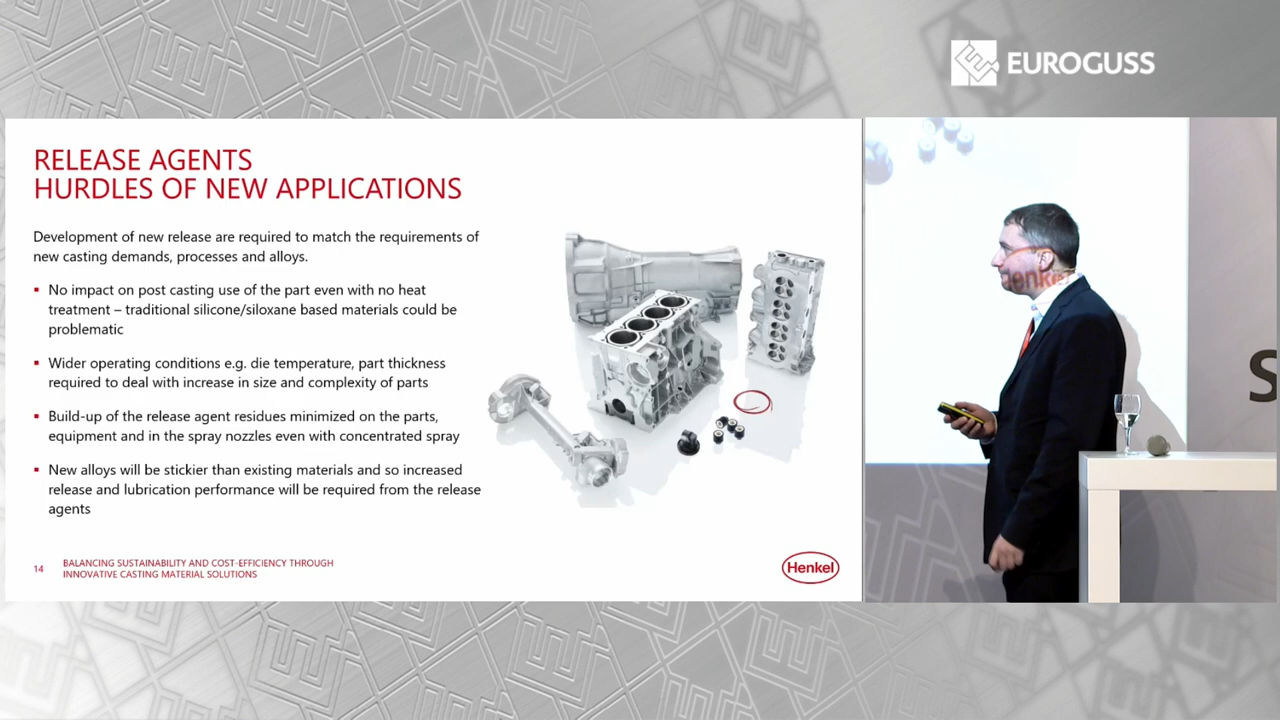 EUROGUSS
RELEASE AGENTS
HURDLES OF NEW APPLICATIONS
Development of new release are required to match the requirements of
new casting demands, processes and alloys.
▪ No impact on post casting use of the part even with no heat
treatment – traditional silicone/siloxane based materials could be
problematic
▪ Wider operating conditions e.g. die temperature, part thickness
required to deal with increase in size and complexity of parts
▪ Build-up of the release agent residues minimized on the parts,
equipment and in the spray nozzles even with concentrated spray
▪ New alloys will be stickier than existing materials and so increased
release and lubrication performance will be required from the release
agents
14
BALANCING SUSTAINABILITY AND COST-EFFICIENCY THROUGH
INNOVATIVE CASTING MATERIAL SOLUTIONS
Henkel
Henkel
S